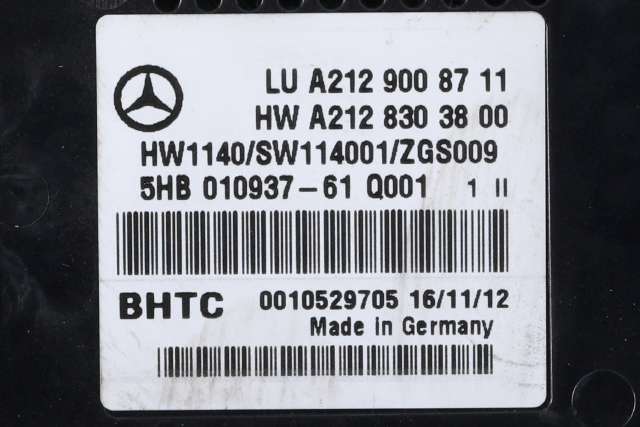 LU A212 900 87 11
HW A212 830 38 00
HW1140/SW114001/ZGS009
5HB 010937-61 Q001 1 II
BHTC 0010529705 16/11/12
Made in Germany